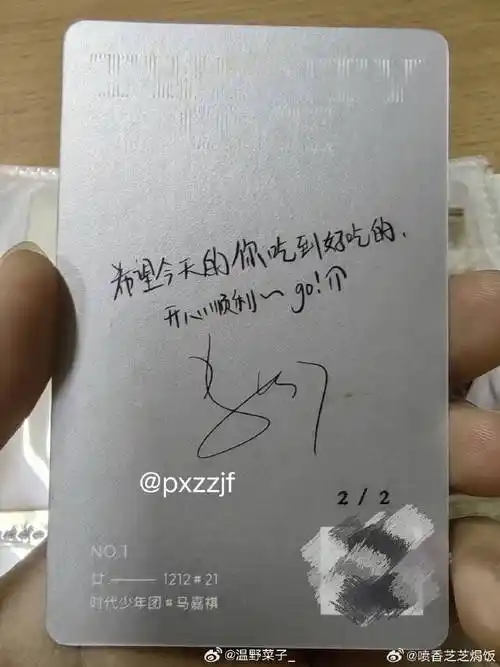 希望今天的你吃到好吃的.
开心顺利~ go!
@pxzzjf
2 / 2
NO.1
1212#21
时代少年团#马嘉祺
@温野菜子_
@喷香芝芝焗饭